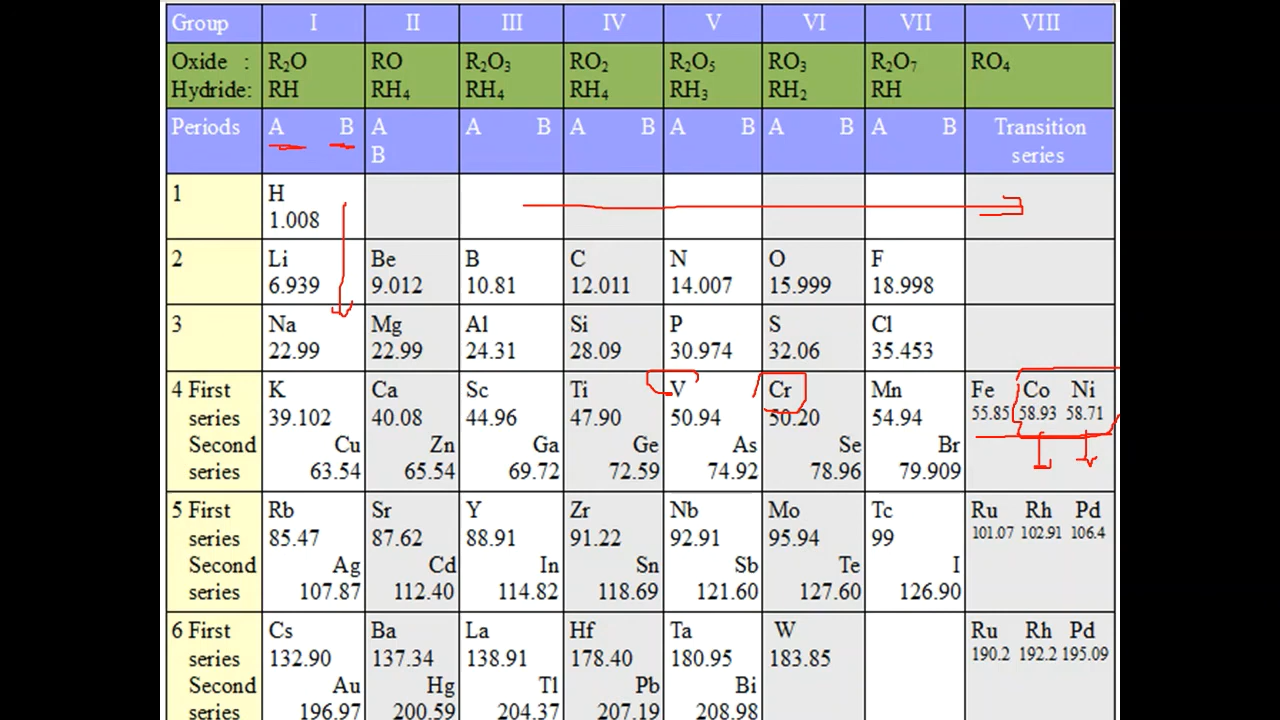 Group I II III IV V VI VII VIII
Oxide : R₂O RO R₂O₃ RO₂ R₂O₅ RO₃ R₂O₇ RO₄
Hydride: RH RH₄ RH₄ RH₄ RH₃ RH₂ RH
Periods A B A A B A B A B A B A B Transition
B series
1 H
1.008
2 Li Be B C N O F
6.939 9.012 10.81 12.011 14.007 15.999 18.998
3 Na Mg Al Si P S Cl
22.99 22.99 24.31 28.09 30.974 32.06 35.453
4 First K Ca Sc Ti V Cr Mn Fe Co Ni
series 39.102 40.08 44.96 47.90 50.94 50.20 54.94 55.85 58.93 58.71
Second Cu Zn Ga Ge As Se Br
series 63.54 65.54 69.72 72.59 74.92 78.96 79.909
5 First Rb Sr Y Zr Nb Mo Tc Ru Rh Pd
series 85.47 87.62 88.91 91.22 92.91 95.94 99 101.07 102.91 106.4
Second Ag Cd In Sn Sb Te I
series 107.87 112.40 114.82 118.69 121.60 127.60 126.90
6 First Cs Ba La Hf Ta W Ru Rh Pd
series 132.90 137.34 138.91 178.40 180.95 183.85 190.2 192.2 195.09
Second Au Hg Tl Pb Bi
series 196.97 200.59 204.37 207.19 208.98